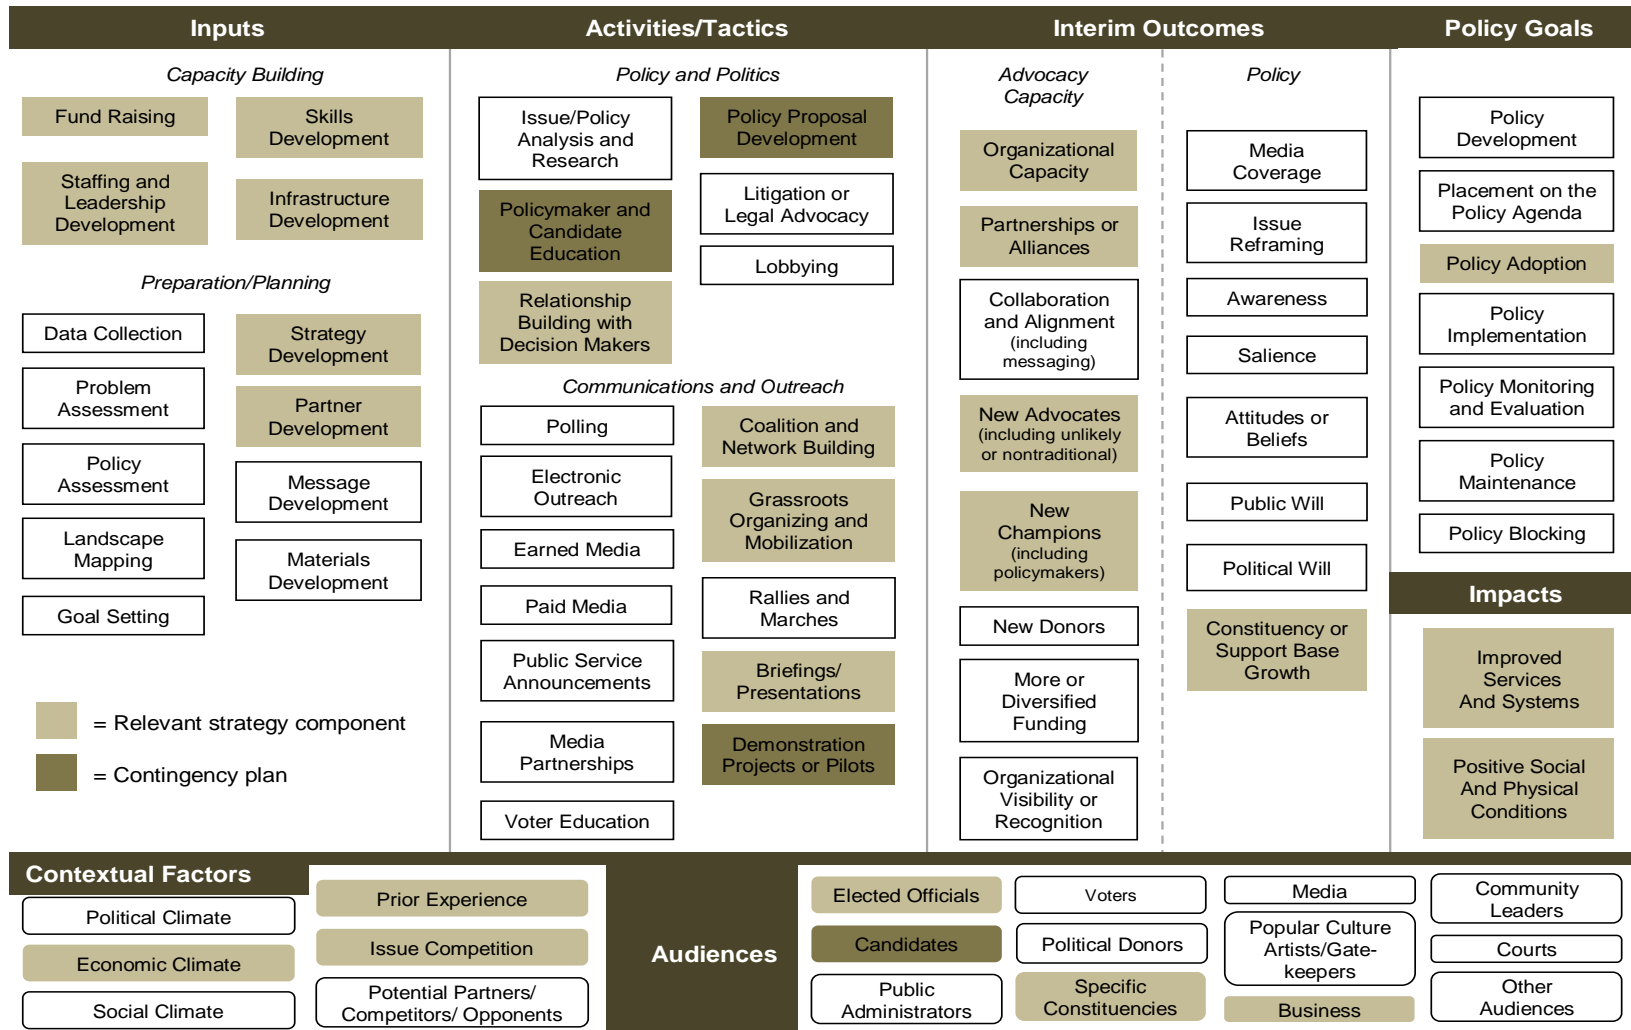 Inputs
Activities/Tactics
Interim Outcomes
Policy Goals
Capacity Building
Fund Raising
Skills
Development
Staffing and
Leadership
Development
Infrastructure
Development
Preparation/Planning
Data Collection
Strategy
Development
Problem
Assessment
Partner
Development
Policy
Assessment
Message
Development
Landscape
Mapping
Materials
Development
Goal Setting
= Relevant strategy component
= Contingency plan
Policy and Politics
Issue/Policy
Analysis and
Research
Policy Proposal
Development
Policymaker and
Candidate
Education
Litigation or
Legal Advocacy
Lobbying
Relationship
Building with
Decision Makers
Communications and Outreach
Polling
Coalition and
Network Building
Electronic
Outreach
Grassroots
Organizing and
Mobilization
Earned Media
Paid Media
Rallies and
Marches
Public Service
Announcements
Briefings/
Presentations
Media
Partnerships
Demonstration
Projects or Pilots
Voter Education
Advocacy
Capacity
Organizational
Capacity
Partnerships or
Alliances
Collaboration
and Alignment
(including
messaging)
New Advocates
(including unlikely
or nontraditional)
New
Champions
(including
policymakers)
New Donors
More or
Diversified
Funding
Organizational
Visibility or
Recognition
Policy
Media
Coverage
Issue
Reframing
Awareness
Salience
Attitudes or
Beliefs
Public Will
Political Will
Constituency or
Support Base
Growth
Policy
Development
Placement on the
Policy Agenda
Policy Adoption
Policy
Implementation
Policy Monitoring
and Evaluation
Policy
Maintenance
Policy Blocking
Impacts
Improved
Services
And Systems
Positive Social
And Physical
Conditions
Contextual Factors
Political Climate
Economic Climate
Social Climate
Prior Experience
Issue Competition
Potential Partners/
Competitors/ Opponents
Audiences
Elected Officials
Candidates
Public
Administrators
Voters
Political Donors
Specific
Constituencies
Media
Popular Culture
Artists/Gate-
keepers
Business
Community
Leaders
Courts
Other
Audiences